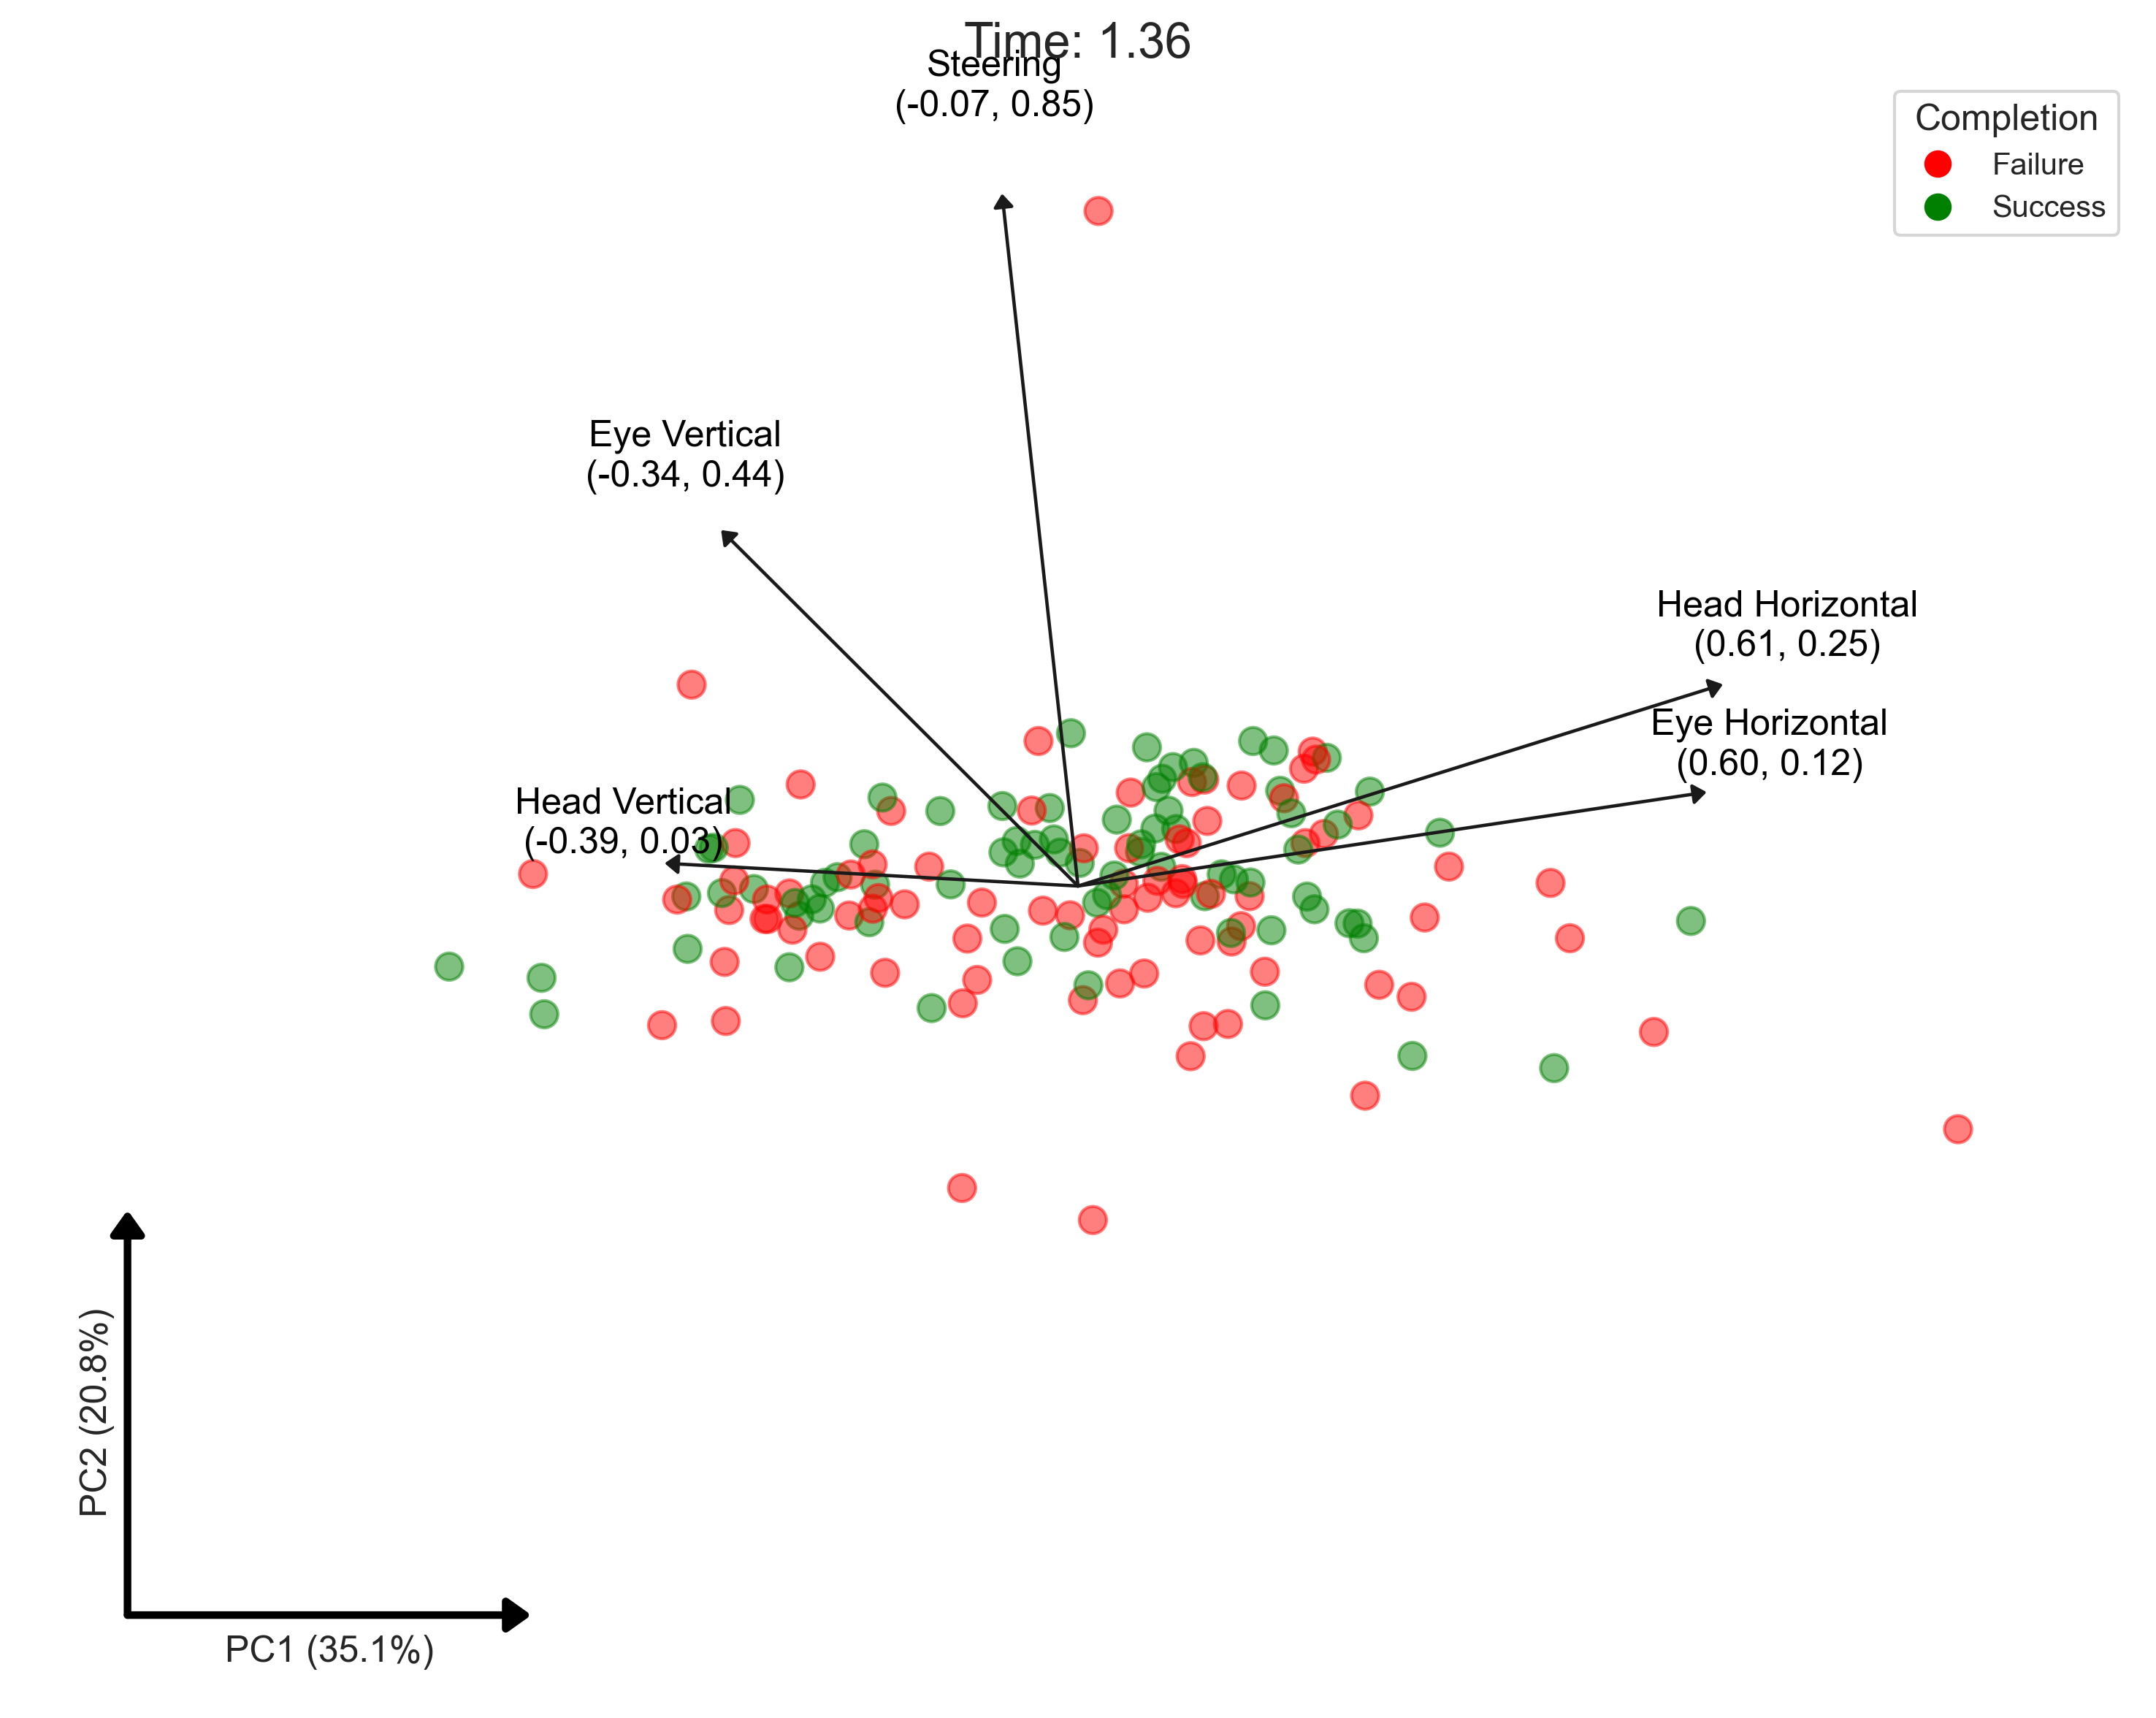 Time: 1.36
Steering
(-0.07, 0.85)
Completion
Failure
Success
Eye Vertical
(-0.34, 0.44)
Head Horizontal
(0.61, 0.25)
Eye Horizontal
(0.60, 0.12)
Head Vertical
(-0.39, 0.03)
PC2 (20.8%)
PC1 (35.1%)